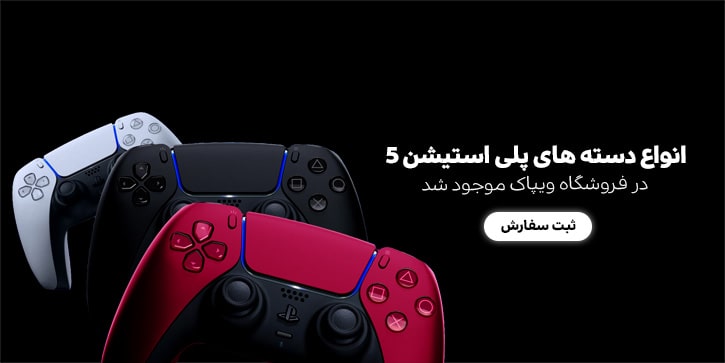 انواع دسته های پلی استیشن 5
در فروشگاه ویپاک موجود شد
ثبت سفارش